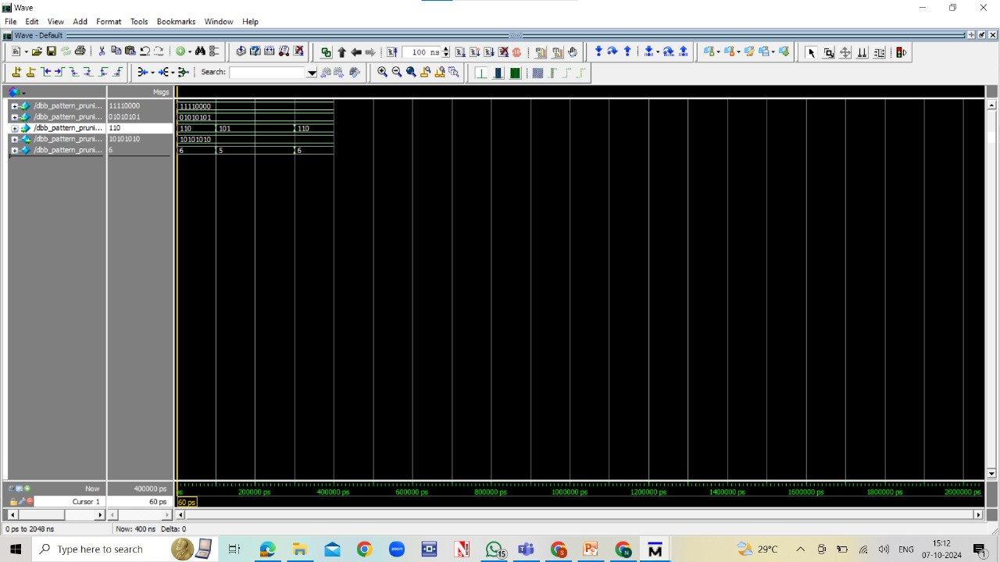 Wave
File Edit View Add Format Tools Bookmarks Window Help
Wave - Default
100 ns
Search:
Msgs
/dbb_pattern_pruni... 11110000 11110000
/dbb_pattern_pruni... 01010101 01010101
/dbb_pattern_pruni... 110 110 101 110
/dbb_pattern_pruni... 10101010 10101010
/dbb_pattern_pruni... 6 6 5 6
Now 400000 ps ps 200000 ps 400000 ps 600000 ps 800000 ps 1000000 ps 1200000 ps 1400000 ps 1600000 ps 1800000 ps 2000000 ps
Cursor 1 60 ps 60 ps
0 ps to 2048 ns Now: 400 ns Delta: 0
Type here to search zoom 15 29°C ENG 15:12
07-10-2024 1